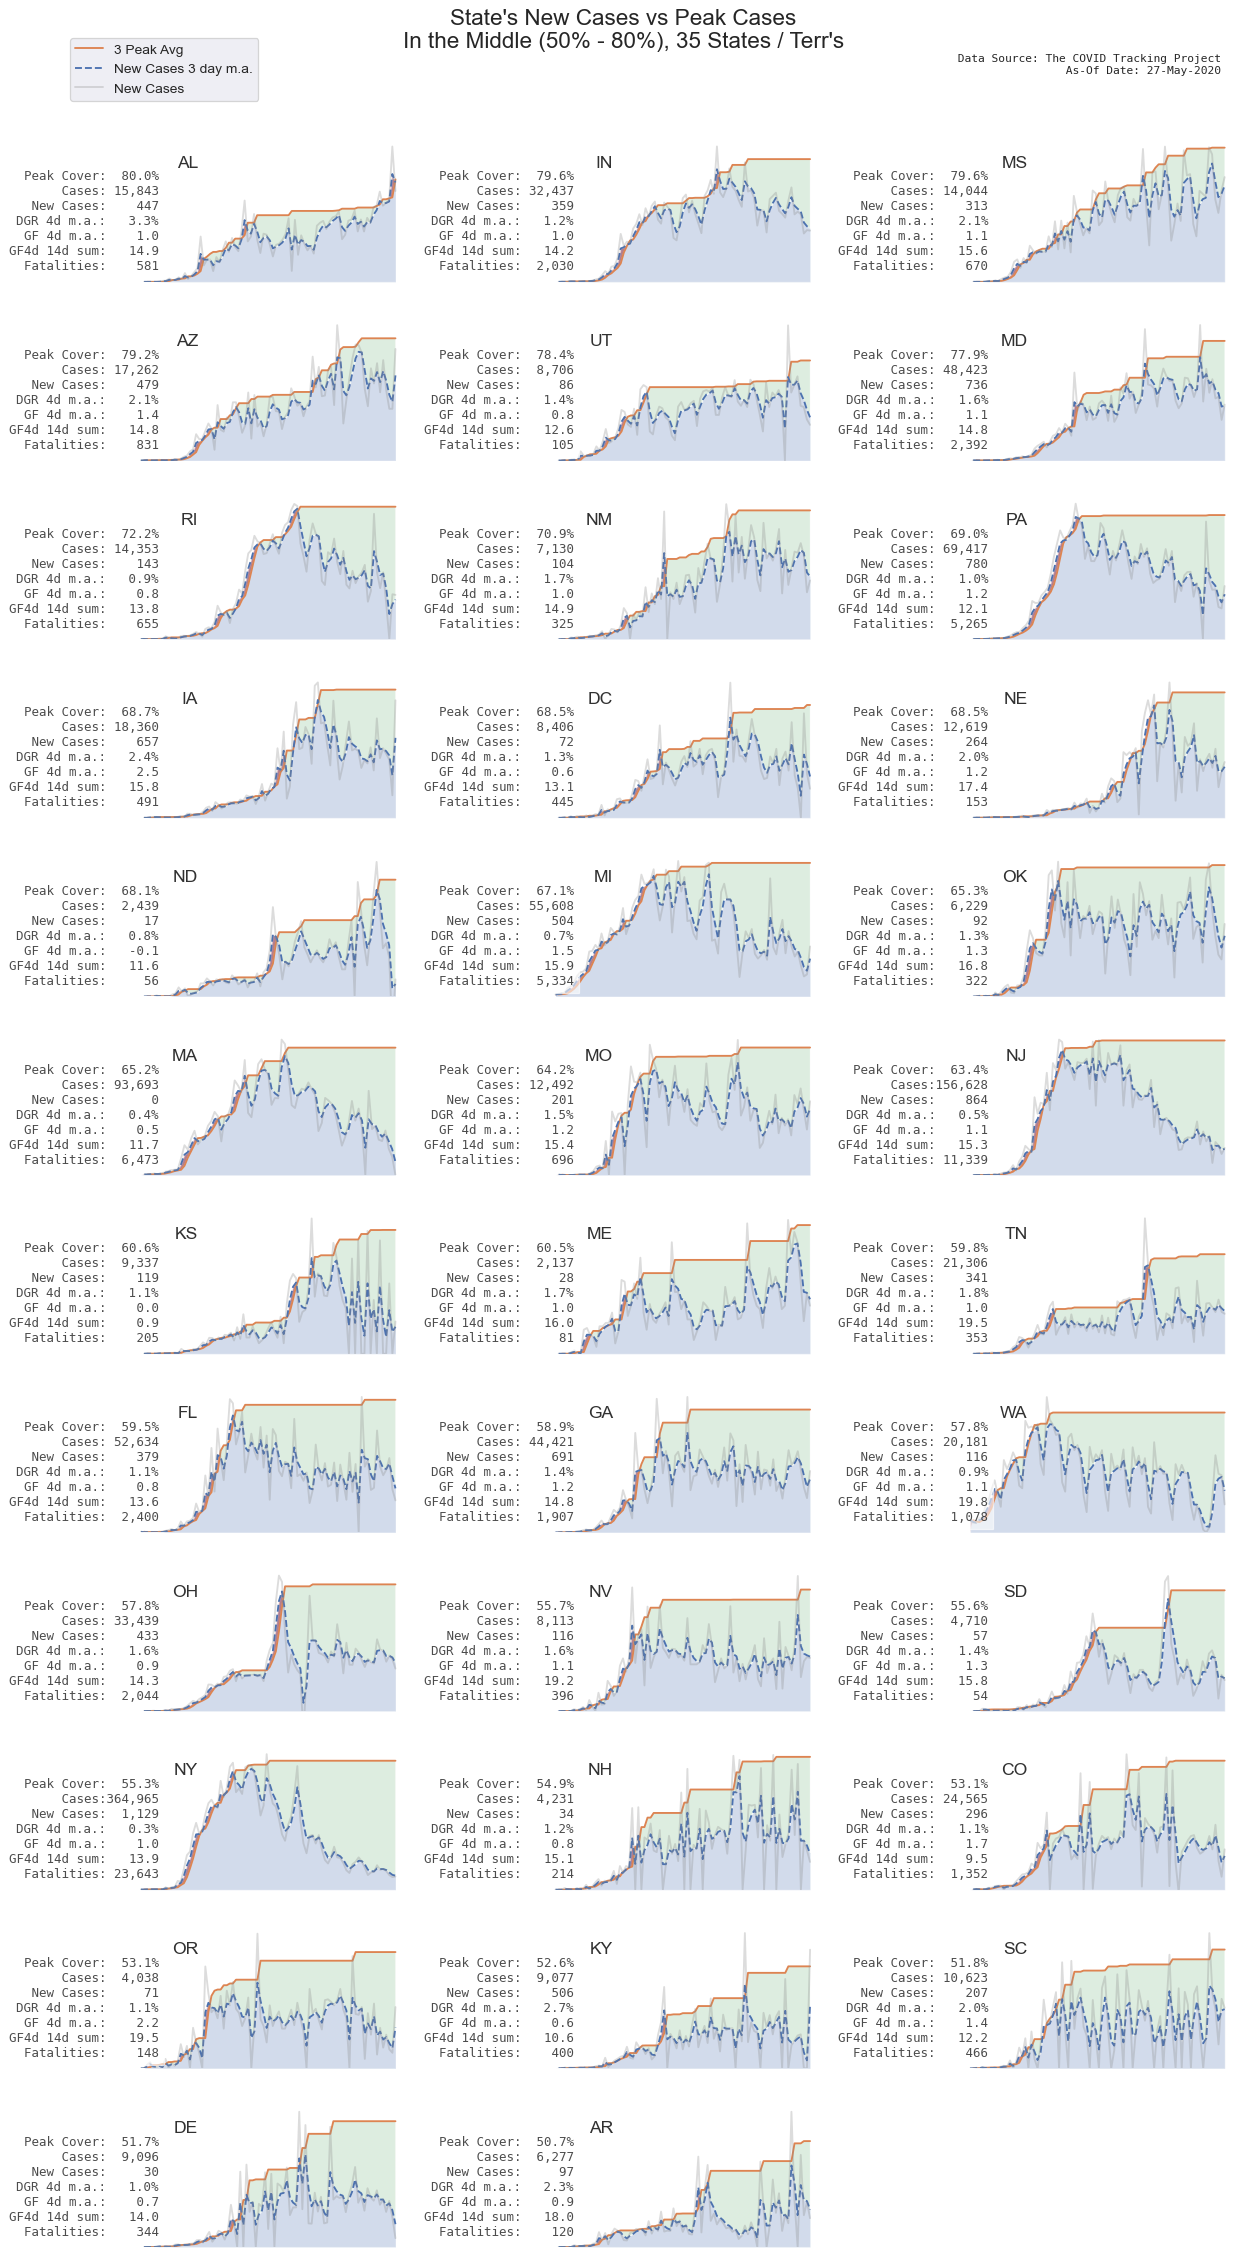 State's New Cases vs Peak Cases
In the Middle (50% - 80%), 35 States / Terr's
3 Peak Avg
New Cases 3 day m.a.
New Cases
Data Source: The COVID Tracking Project
As-Of Date: 27-May-2020
AL
Peak Cover: 80.0%
Cases: 15,843
New Cases: 447
DGR 4d m.a.: 3.3%
GF 4d m.a.: 1.0
GF4d 14d sum: 14.9
Fatalities: 581
IN
Peak Cover: 79.6%
Cases: 32,437
New Cases: 359
DGR 4d m.a.: 1.2%
GF 4d m.a.: 1.0
GF4d 14d sum: 14.2
Fatalities: 2,030
MS
Peak Cover: 79.6%
Cases: 14,044
New Cases: 313
DGR 4d m.a.: 2.1%
GF 4d m.a.: 1.1
GF4d 14d sum: 15.6
Fatalities: 670
AZ
Peak Cover: 79.2%
Cases: 17,262
New Cases: 479
DGR 4d m.a.: 2.1%
GF 4d m.a.: 1.4
GF4d 14d sum: 14.8
Fatalities: 831
UT
Peak Cover: 78.4%
Cases: 8,706
New Cases: 86
DGR 4d m.a.: 1.4%
GF 4d m.a.: 0.8
GF4d 14d sum: 12.6
Fatalities: 105
MD
Peak Cover: 77.9%
Cases: 48,423
New Cases: 736
DGR 4d m.a.: 1.6%
GF 4d m.a.: 1.1
GF4d 14d sum: 14.8
Fatalities: 2,392
RI
Peak Cover: 72.2%
Cases: 14,353
New Cases: 143
DGR 4d m.a.: 0.9%
GF 4d m.a.: 0.8
GF4d 14d sum: 13.8
Fatalities: 655
NM
Peak Cover: 70.9%
Cases: 7,130
New Cases: 104
DGR 4d m.a.: 1.7%
GF 4d m.a.: 1.0
GF4d 14d sum: 14.9
Fatalities: 325
PA
Peak Cover: 69.0%
Cases: 69,417
New Cases: 780
DGR 4d m.a.: 1.0%
GF 4d m.a.: 1.2
GF4d 14d sum: 12.1
Fatalities: 5,265
IA
Peak Cover: 68.7%
Cases: 18,360
New Cases: 657
DGR 4d m.a.: 2.4%
GF 4d m.a.: 2.5
GF4d 14d sum: 15.8
Fatalities: 491
DC
Peak Cover: 68.5%
Cases: 8,406
New Cases: 72
DGR 4d m.a.: 1.3%
GF 4d m.a.: 0.6
GF4d 14d sum: 13.1
Fatalities: 445
NE
Peak Cover: 68.5%
Cases: 12,619
New Cases: 264
DGR 4d m.a.: 2.0%
GF 4d m.a.: 1.2
GF4d 14d sum: 17.4
Fatalities: 153
ND
Peak Cover: 68.1%
Cases: 2,439
New Cases: 17
DGR 4d m.a.: 0.8%
GF 4d m.a.: -0.1
GF4d 14d sum: 11.6
Fatalities: 56
MI
Peak Cover: 67.1%
Cases: 55,608
New Cases: 504
DGR 4d m.a.: 0.7%
GF 4d m.a.: 1.5
GF4d 14d sum: 15.9
Fatalities: 5,334
OK
Peak Cover: 65.3%
Cases: 6,229
New Cases: 92
DGR 4d m.a.: 1.3%
GF 4d m.a.: 1.3
GF4d 14d sum: 16.8
Fatalities: 322
MA
Peak Cover: 65.2%
Cases: 93,693
New Cases: 0
DGR 4d m.a.: 0.4%
GF 4d m.a.: 0.5
GF4d 14d sum: 11.7
Fatalities: 6,473
MO
Peak Cover: 64.2%
Cases: 12,492
New Cases: 201
DGR 4d m.a.: 1.5%
GF 4d m.a.: 1.2
GF4d 14d sum: 15.4
Fatalities: 696
NJ
Peak Cover: 63.4%
Cases:156,628
New Cases: 864
DGR 4d m.a.: 0.5%
GF 4d m.a.: 1.1
GF4d 14d sum: 15.3
Fatalities: 11,339
KS
Peak Cover: 60.6%
Cases: 9,337
New Cases: 119
DGR 4d m.a.: 1.1%
GF 4d m.a.: 0.0
GF4d 14d sum: 0.9
Fatalities: 205
ME
Peak Cover: 60.5%
Cases: 2,137
New Cases: 28
DGR 4d m.a.: 1.7%
GF 4d m.a.: 1.0
GF4d 14d sum: 16.0
Fatalities: 81
TN
Peak Cover: 59.8%
Cases: 21,306
New Cases: 341
DGR 4d m.a.: 1.8%
GF 4d m.a.: 1.0
GF4d 14d sum: 19.5
Fatalities: 353
FL
Peak Cover: 59.5%
Cases: 52,634
New Cases: 379
DGR 4d m.a.: 1.1%
GF 4d m.a.: 0.8
GF4d 14d sum: 13.6
Fatalities: 2,400
GA
Peak Cover: 58.9%
Cases: 44,421
New Cases: 691
DGR 4d m.a.: 1.4%
GF 4d m.a.: 1.2
GF4d 14d sum: 14.8
Fatalities: 1,907
WA
Peak Cover: 57.8%
Cases: 20,181
New Cases: 116
DGR 4d m.a.: 0.9%
GF 4d m.a.: 1.1
GF4d 14d sum: 19.8
Fatalities: 1,078
OH
Peak Cover: 57.8%
Cases: 33,439
New Cases: 433
DGR 4d m.a.: 1.6%
GF 4d m.a.: 0.9
GF4d 14d sum: 14.3
Fatalities: 2,044
NV
Peak Cover: 55.7%
Cases: 8,113
New Cases: 116
DGR 4d m.a.: 1.6%
GF 4d m.a.: 1.1
GF4d 14d sum: 19.2
Fatalities: 396
SD
Peak Cover: 55.6%
Cases: 4,710
New Cases: 57
DGR 4d m.a.: 1.4%
GF 4d m.a.: 1.3
GF4d 14d sum: 15.8
Fatalities: 54
NY
Peak Cover: 55.3%
Cases:364,965
New Cases: 1,129
DGR 4d m.a.: 0.3%
GF 4d m.a.: 1.0
GF4d 14d sum: 13.9
Fatalities: 23,643
NH
Peak Cover: 54.9%
Cases: 4,231
New Cases: 34
DGR 4d m.a.: 1.2%
GF 4d m.a.: 0.8
GF4d 14d sum: 15.1
Fatalities: 214
CO
Peak Cover: 53.1%
Cases: 24,565
New Cases: 296
DGR 4d m.a.: 1.1%
GF 4d m.a.: 1.7
GF4d 14d sum: 9.5
Fatalities: 1,352
OR
Peak Cover: 53.1%
Cases: 4,038
New Cases: 71
DGR 4d m.a.: 1.1%
GF 4d m.a.: 2.2
GF4d 14d sum: 19.5
Fatalities: 148
KY
Peak Cover: 52.6%
Cases: 9,077
New Cases: 506
DGR 4d m.a.: 2.7%
GF 4d m.a.: 0.6
GF4d 14d sum: 10.6
Fatalities: 400
SC
Peak Cover: 51.8%
Cases: 10,623
New Cases: 207
DGR 4d m.a.: 2.0%
GF 4d m.a.: 1.4
GF4d 14d sum: 12.2
Fatalities: 466
DE
Peak Cover: 51.7%
Cases: 9,096
New Cases: 30
DGR 4d m.a.: 1.0%
GF 4d m.a.: 0.7
GF4d 14d sum: 14.0
Fatalities: 344
AR
Peak Cover: 50.7%
Cases: 6,277
New Cases: 97
DGR 4d m.a.: 2.3%
GF 4d m.a.: 0.9
GF4d 14d sum: 18.0
Fatalities: 120